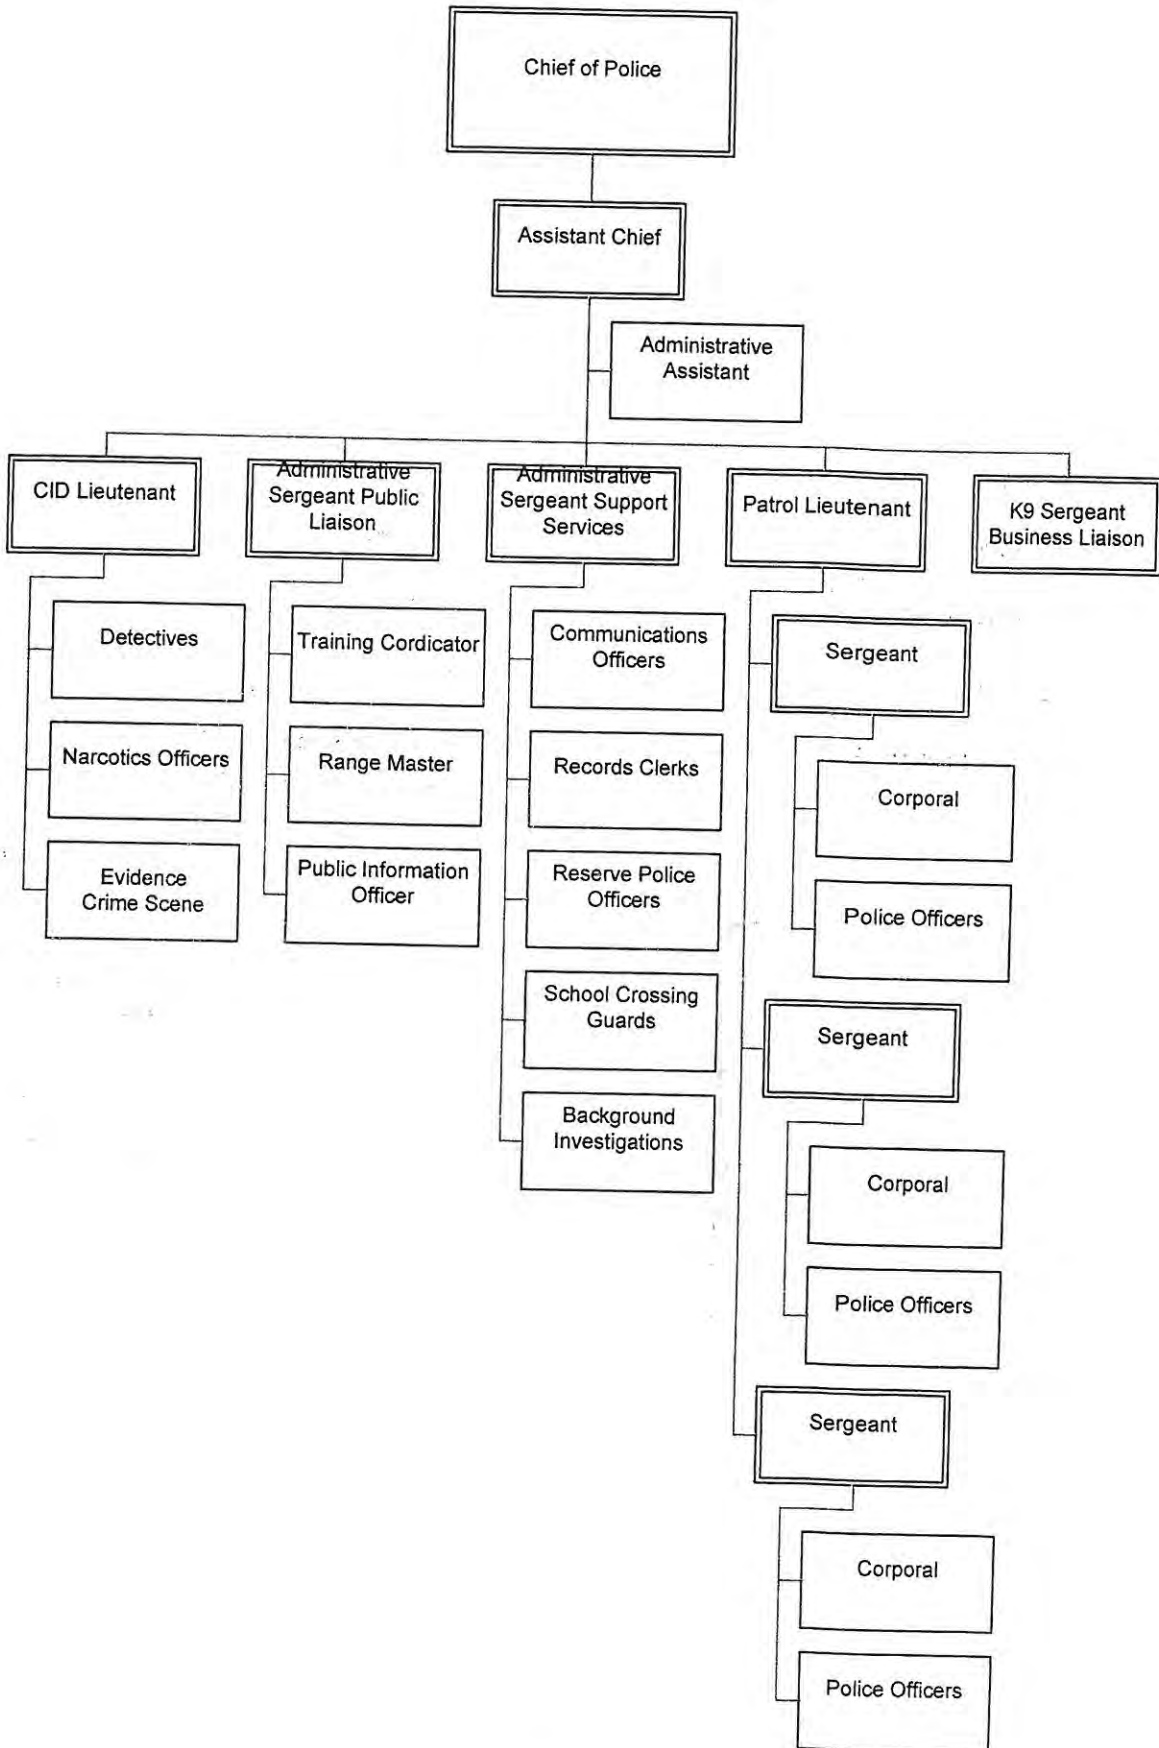 Chief of Police
Assistant Chief
Administrative
Assistant
CID Lieutenant
Administrative
Sergeant Public
Liaison
Administrative
Sergeant Support
Services
Patrol Lieutenant
K9 Sergeant
Business Liaison
Detectives
Narcotics Officers
Evidence
Crime Scene
Training Cordicator
Range Master
Public Information
Officer
Communications
Officers
Records Clerks
Reserve Police
Officers
School Crossing
Guards
Background
Investigations
Sergeant
Corporal
Police Officers
Sergeant
Corporal
Police Officers
Sergeant
Corporal
Police Officers